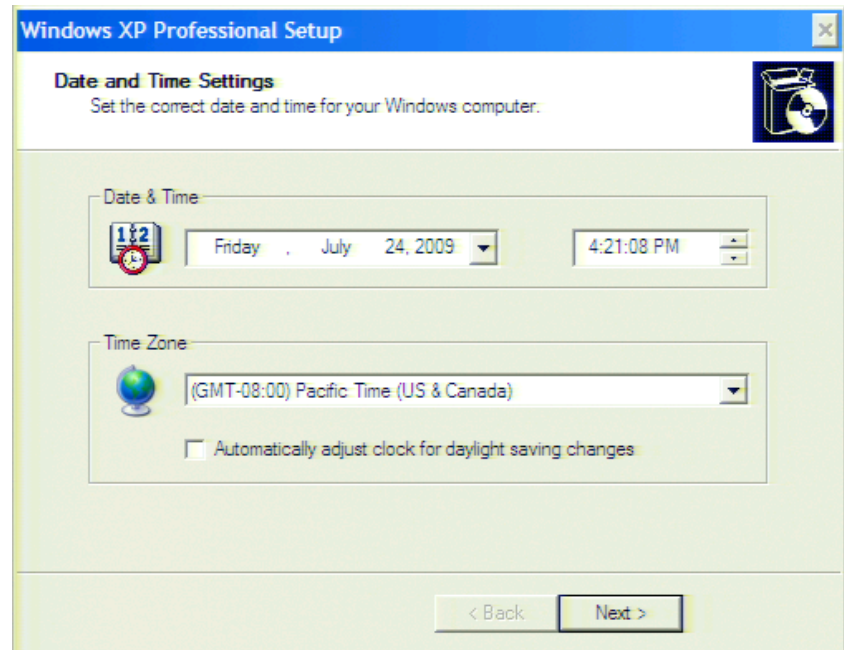 Windows XP Professional Setup
Date and Time Settings
Set the correct date and time for your Windows computer.
Date & Time
12
Friday , July 24, 2009
4:21:08 PM
Time Zone
(GMT-08:00) Pacific Time (US & Canada)
Automatically adjust clock for daylight saving changes
< Back Next >